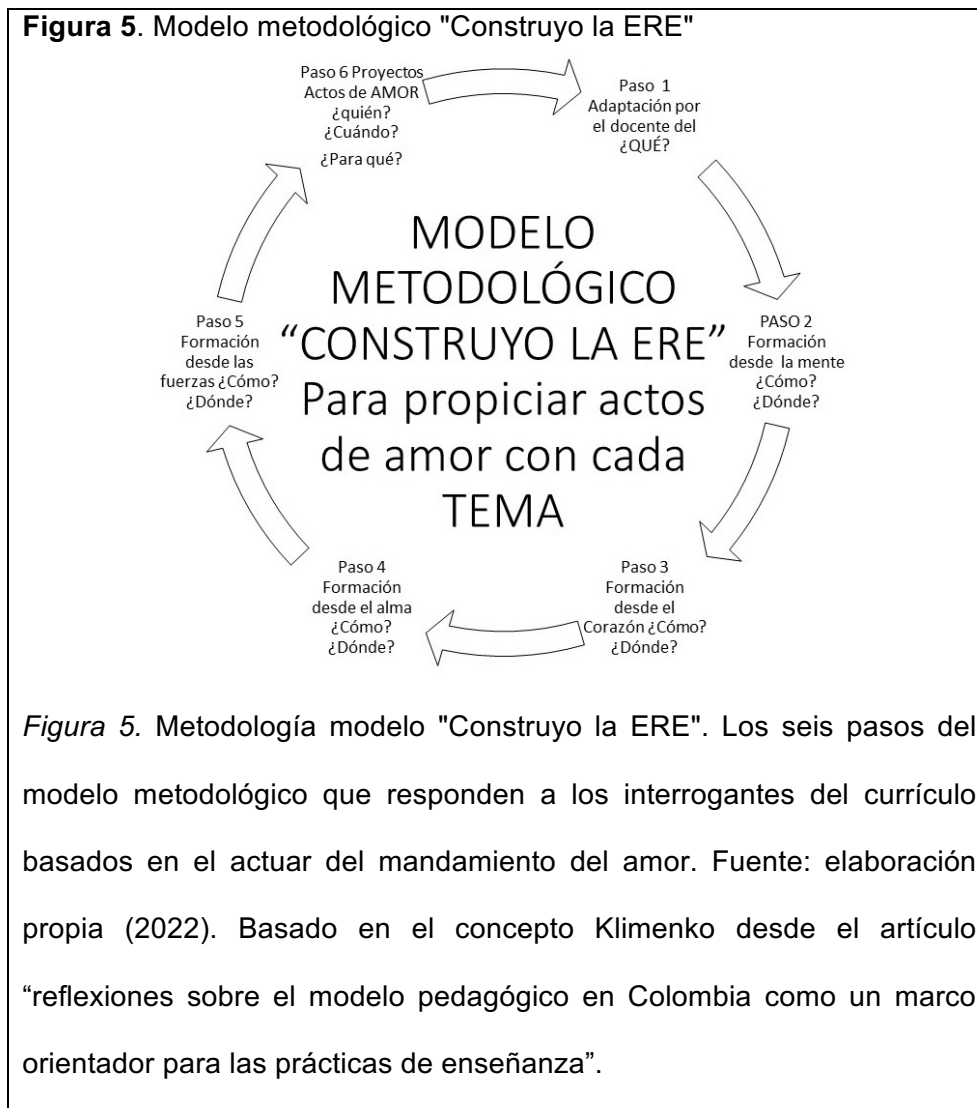 Figura 5. Modelo metodológico "Construyo la ERE"
Paso 6 Proyectos
Actos de AMOR
¿quién?
¿Cuándo?
¿Para qué?
Paso 1
Adaptación por
el docente del
¿QUÉ?
PASO 2
Formación
desde la mente
¿Cómo?
¿Dónde?
Paso 3
Formación
desde el
Corazón ¿Cómo?
¿Dónde?
Paso 4
Formación
desde el alma
¿Cómo?
¿Dónde?
Paso 5
Formación
desde las
fuerzas ¿Cómo?
¿Dónde?
MODELO
METODOLÓGICO
“CONSTRUYO LA ERE”
Para propiciar actos
de amor con cada
TEMA
Figura 5. Metodología modelo "Construyo la ERE". Los seis pasos del
modelo metodológico que responden a los interrogantes del currículo
basados en el actuar del mandamiento del amor. Fuente: elaboración
propia (2022). Basado en el concepto Klimenko desde el artículo
“reflexiones sobre el modelo pedagógico en Colombia como un marco
orientador para las prácticas de enseñanza”.